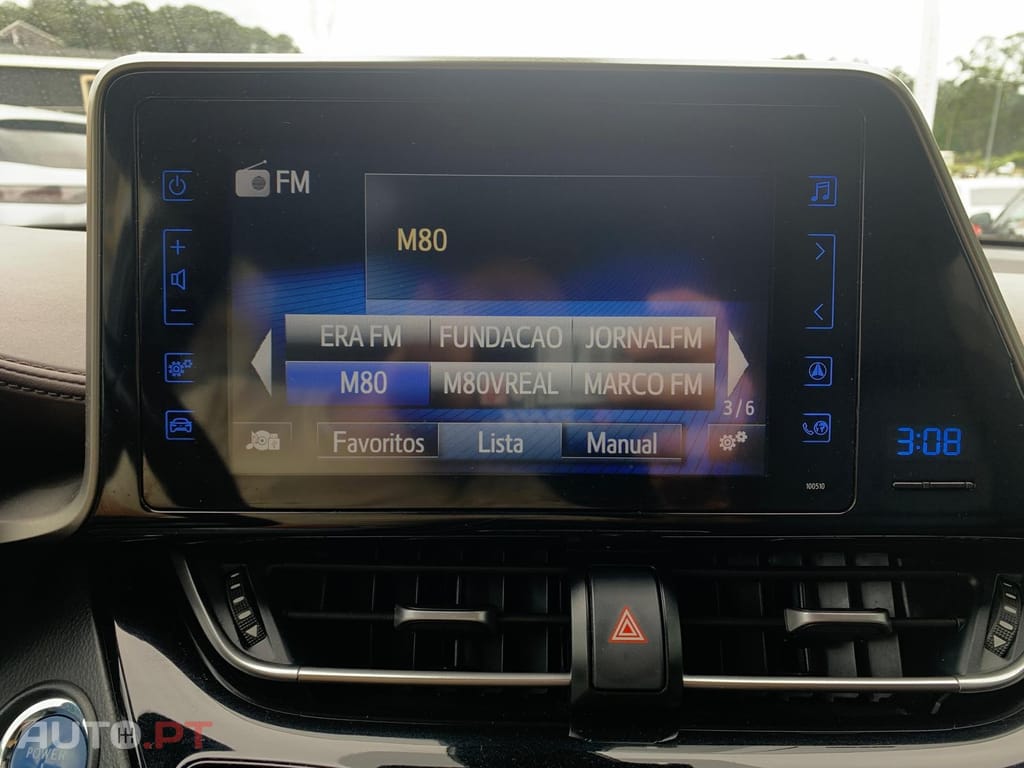 FM
M80
ERA FM FUNDACAO JORNALFM
M80 M80VREAL MARCO FM
3/6
Favoritos Lista Manual
3:08
100510
POWER
AUTO.PT